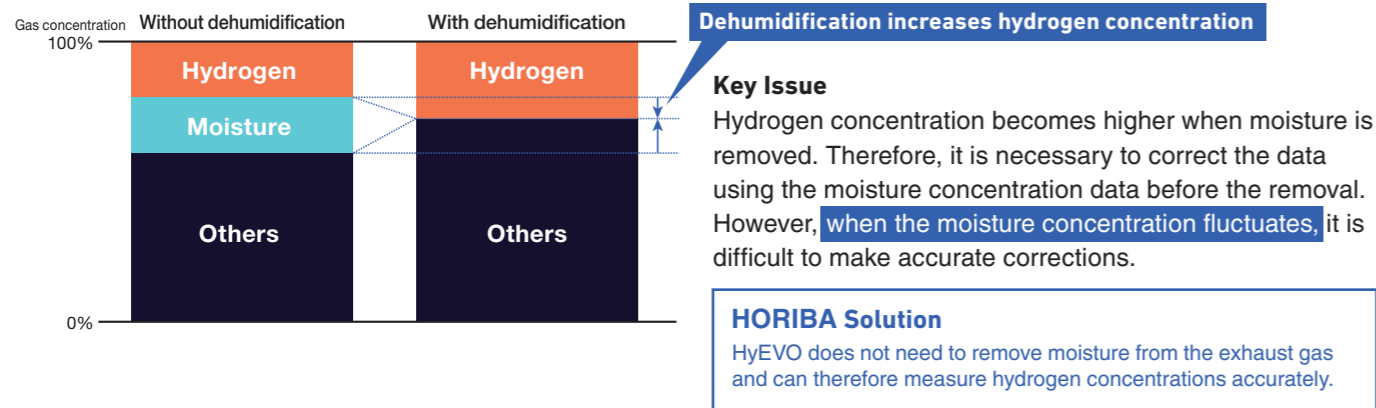 Gas concentration
Without dehumidification
With dehumidification
100%
Hydrogen
Moisture
Others
Hydrogen
Others
0%
Dehumidification increases hydrogen concentration
Key Issue
Hydrogen concentration becomes higher when moisture is
removed. Therefore, it is necessary to correct the data
using the moisture concentration data before the removal.
However, when the moisture concentration fluctuates, it is
difficult to make accurate corrections.
HORIBA Solution
HyEVO does not need to remove moisture from the exhaust gas
and can therefore measure hydrogen concentrations accurately.